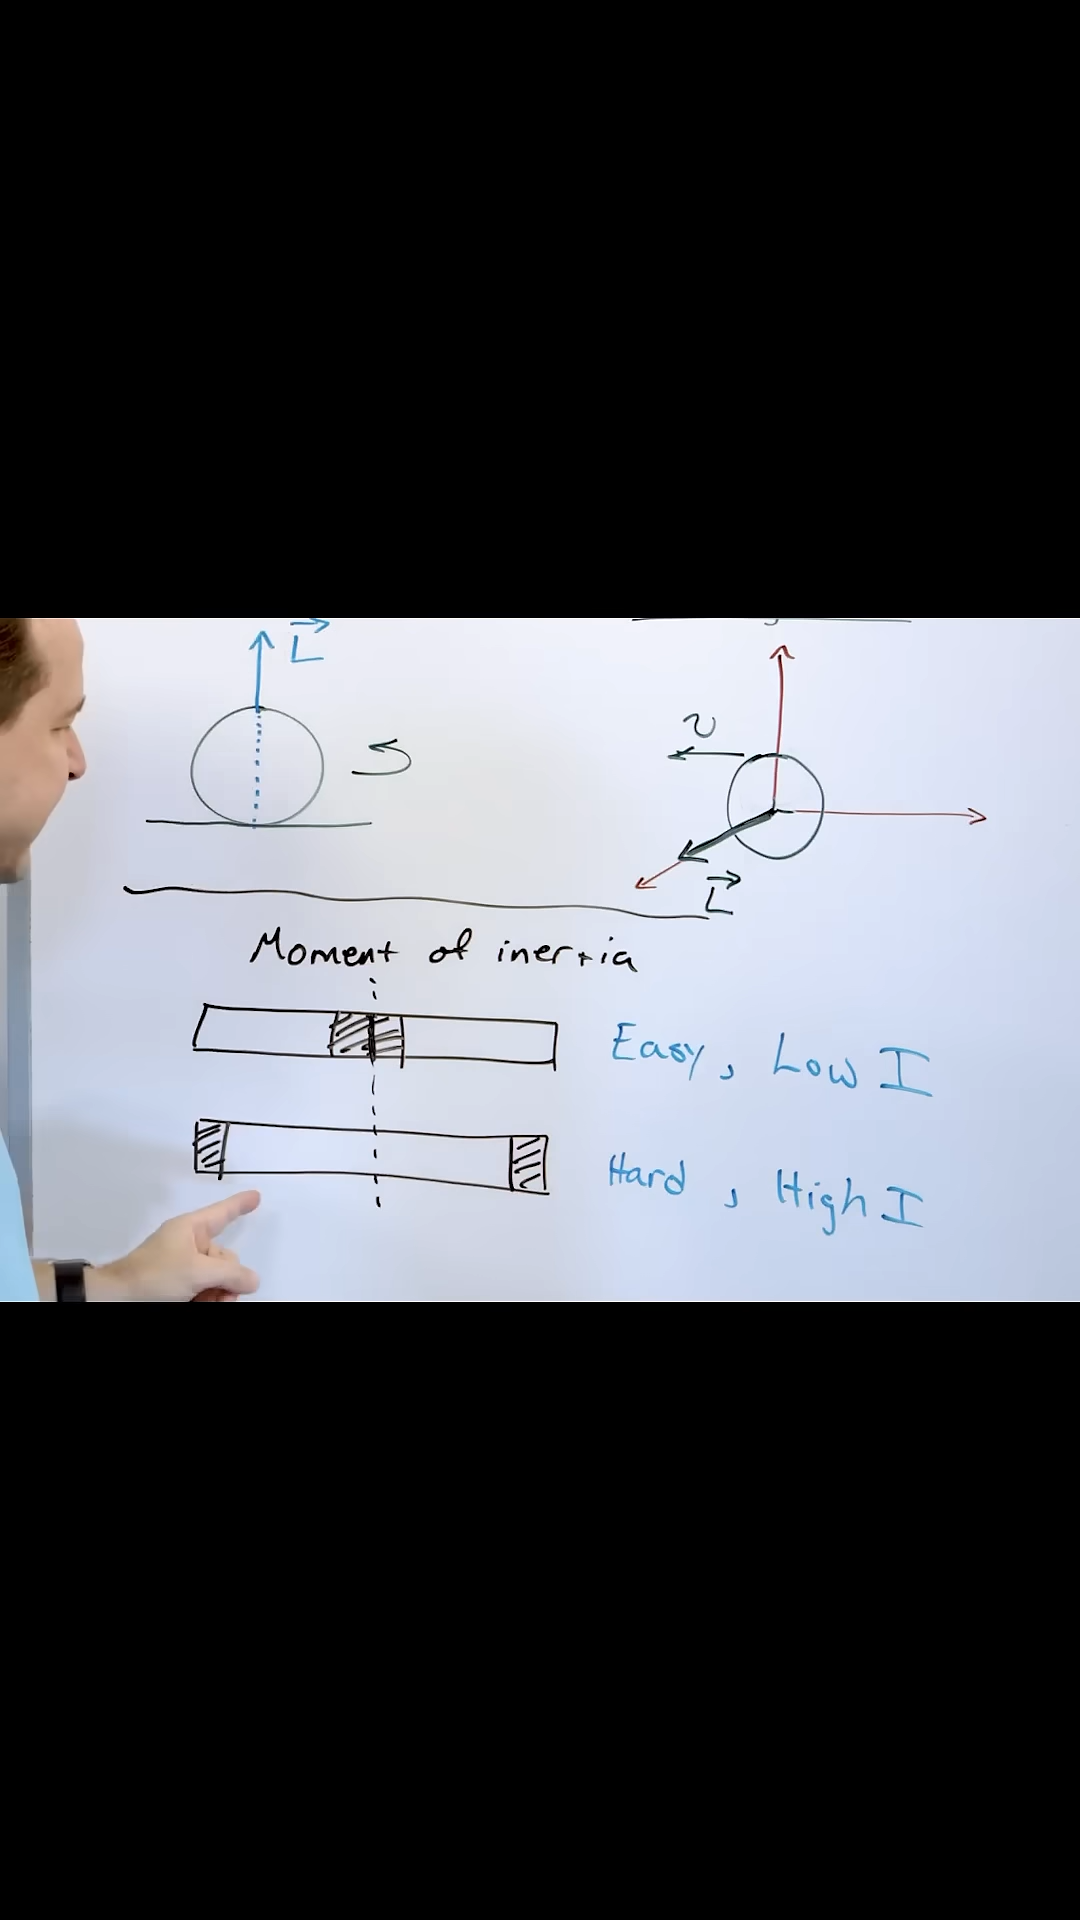 L
v
L
Moment of inertia
Easy, Low I
Hard, High I